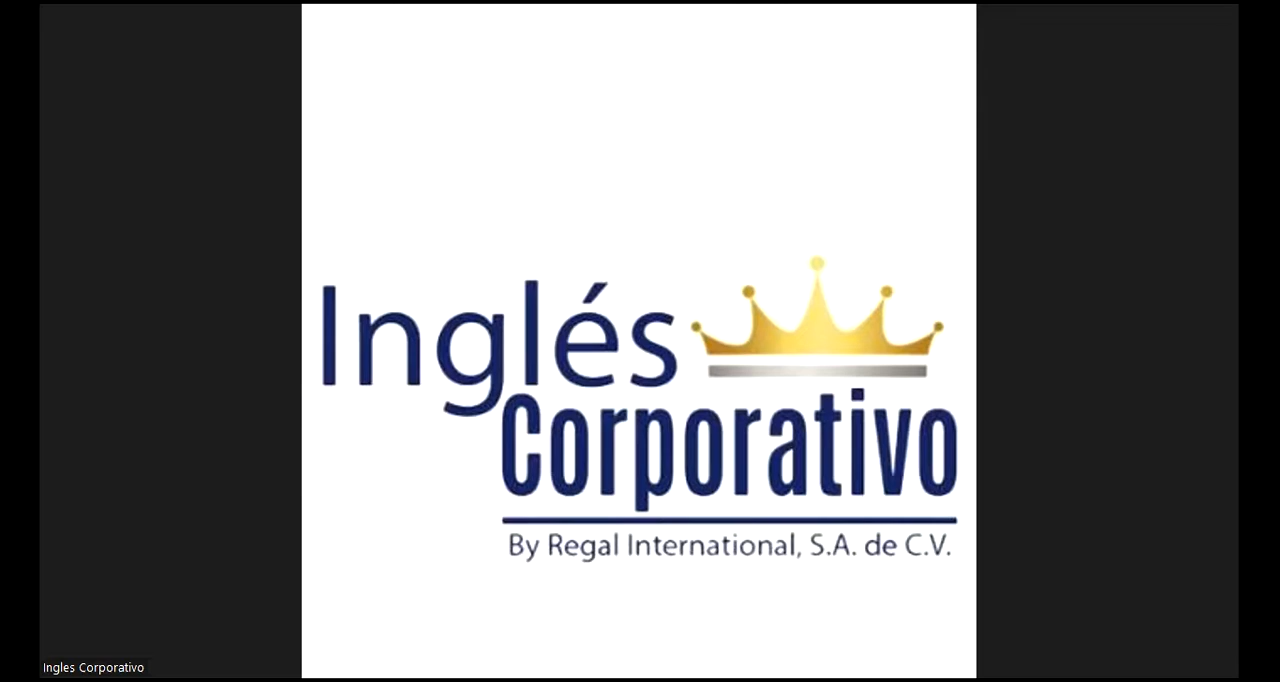 Inglés
Corporativo
By Regal International, S.A. de C.V.
Ingles Corporativo